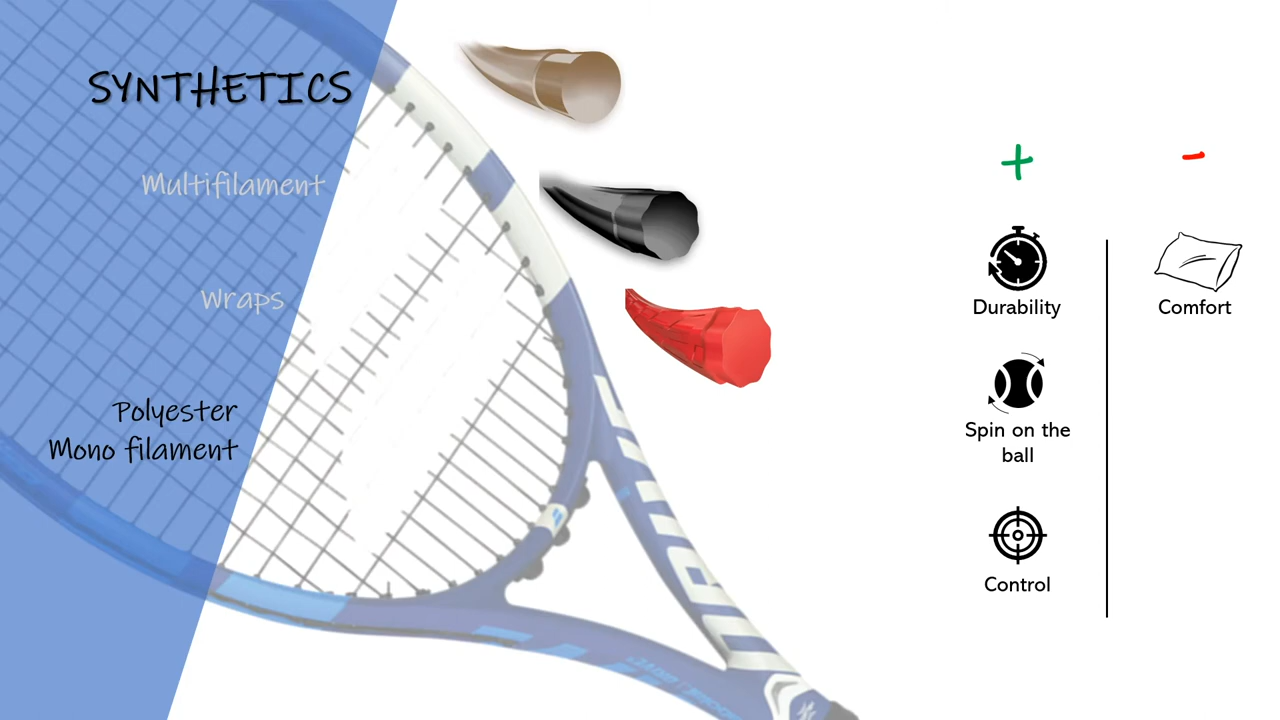 SYNTHETICS
Multifilament
Wraps
Polyester
Mono filament
+
-
Durability
Comfort
Spin on the
ball
Control